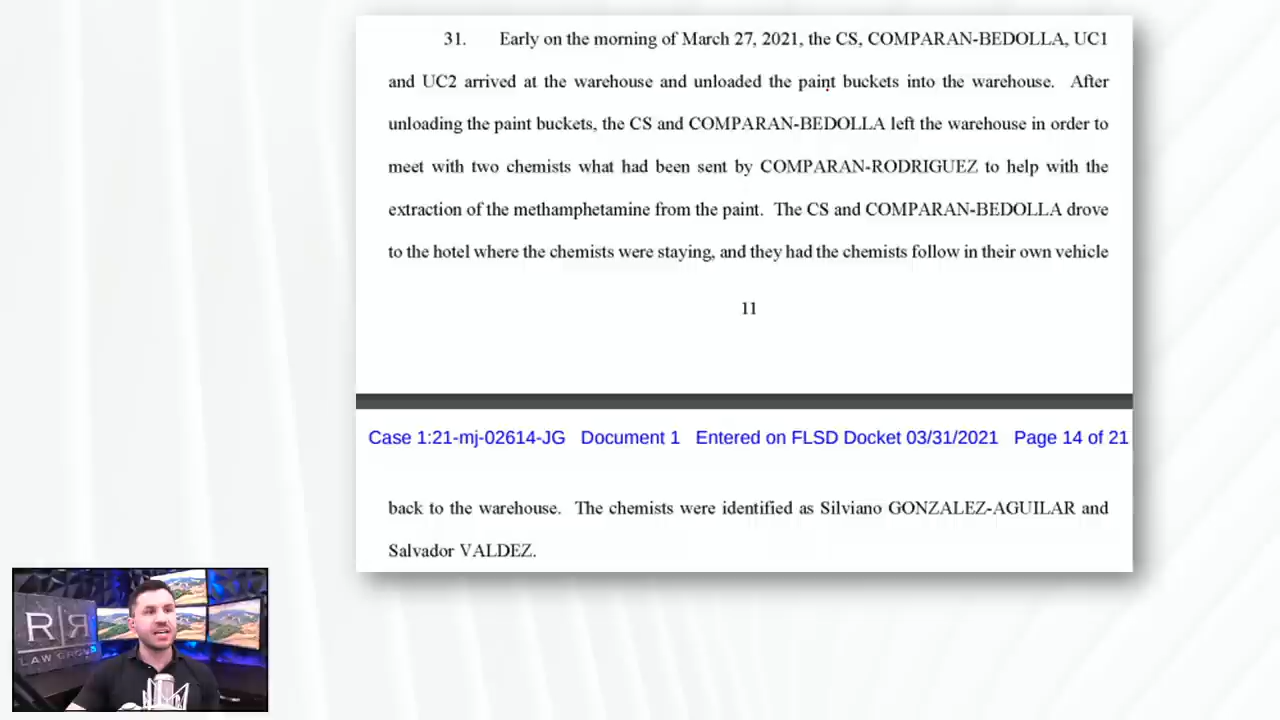 31. Early on the morning of March 27, 2021, the CS, COMPARAN-BEDOLLA, UC1
and UC2 arrived at the warehouse and unloaded the paint buckets into the warehouse. After
unloading the paint buckets, the CS and COMPARAN-BEDOLLA left the warehouse in order to
meet with two chemists what had been sent by COMPARAN-RODRIGUEZ to help with the
extraction of the methamphetamine from the paint. The CS and COMPARAN-BEDOLLA drove
to the hotel where the chemists were staying, and they had the chemists follow in their own vehicle
11
Case 1:21-mj-02614-JG Document 1 Entered on FLSD Docket 03/31/2021 Page 14 of 21
back to the warehouse. The chemists were identified as Silviano GONZALEZ-AGUILAR and
Salvador VALDEZ.
R|R
LAW GROUP